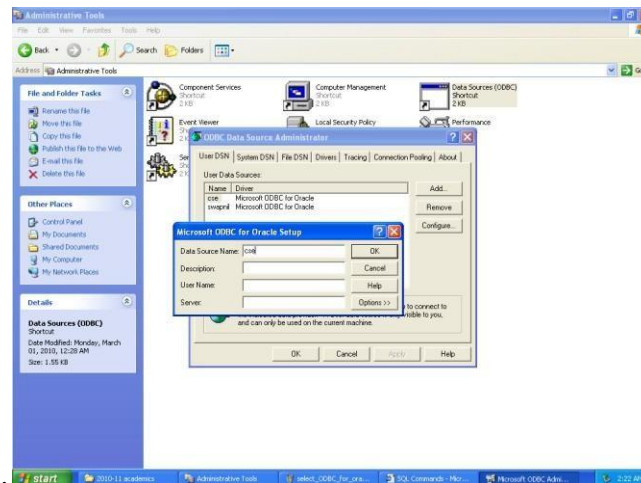 Administrative Tools
File Edit View Favorites Tools Help
Back Search Folders
Address Administrative Tools
File and Folder Tasks
Rename this file
Move this file
Copy this file
Publish this file to the Web
E-mail this file
Delete this file
Other Places
Control Panel
My Documents
Shared Documents
My Computer
My Network Places
Details
Data Sources (ODBC)
Shortcut
Date Modified: Monday, March
01, 2010, 12:28 AM
Size: 1.55 KB
Component Services
Shortcut
2 KB
Computer Management
Shortcut
2 KB
Data Sources (ODBC)
Shortcut
2 KB
Event Viewer
Local Security Policy
Performance
ODBC Data Source Administrator
User DSN System DSN File DSN Drivers Tracing Connection Pooling About
User Data Sources:
Name Driver
cse Microsoft ODBC for Oracle
swapnil Microsoft ODBC for Oracle
Add...
Remove
Configure...
Microsoft ODBC for Oracle Setup
Data Source Name: cse
Description:
User Name:
Server:
OK
Cancel
Help
Options >>
to connect to
visible to you,
and can only be used on the current machine.
OK Cancel Apply Help
start 2010-11 academics Administrative Tools select_ODBC_for_ora... SQL Commands - Micr... Microsoft ODBC Adm... 2:22 AM